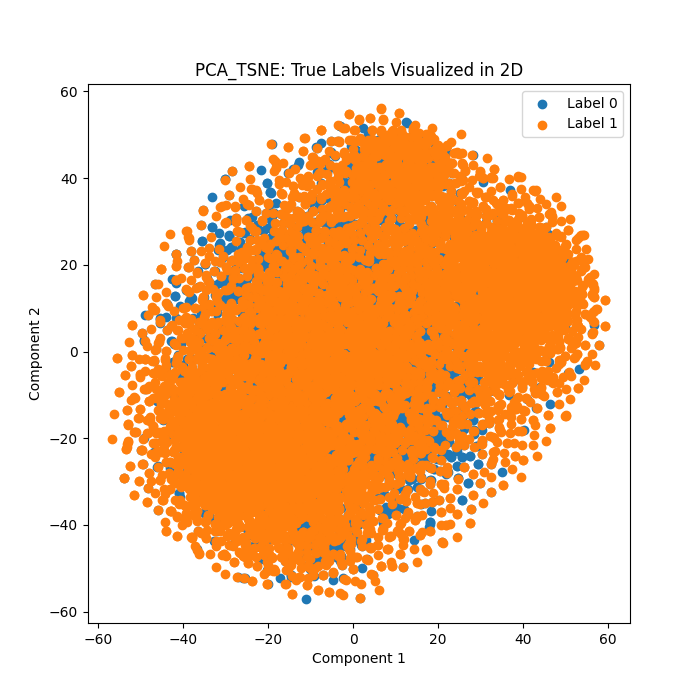 PCA_TSNE: True Labels Visualized in 2D
Label 0
Label 1
60
40
20
0
−20
−40
−60
Component 2
−60 −40 −20 0 20 40 60
Component 1